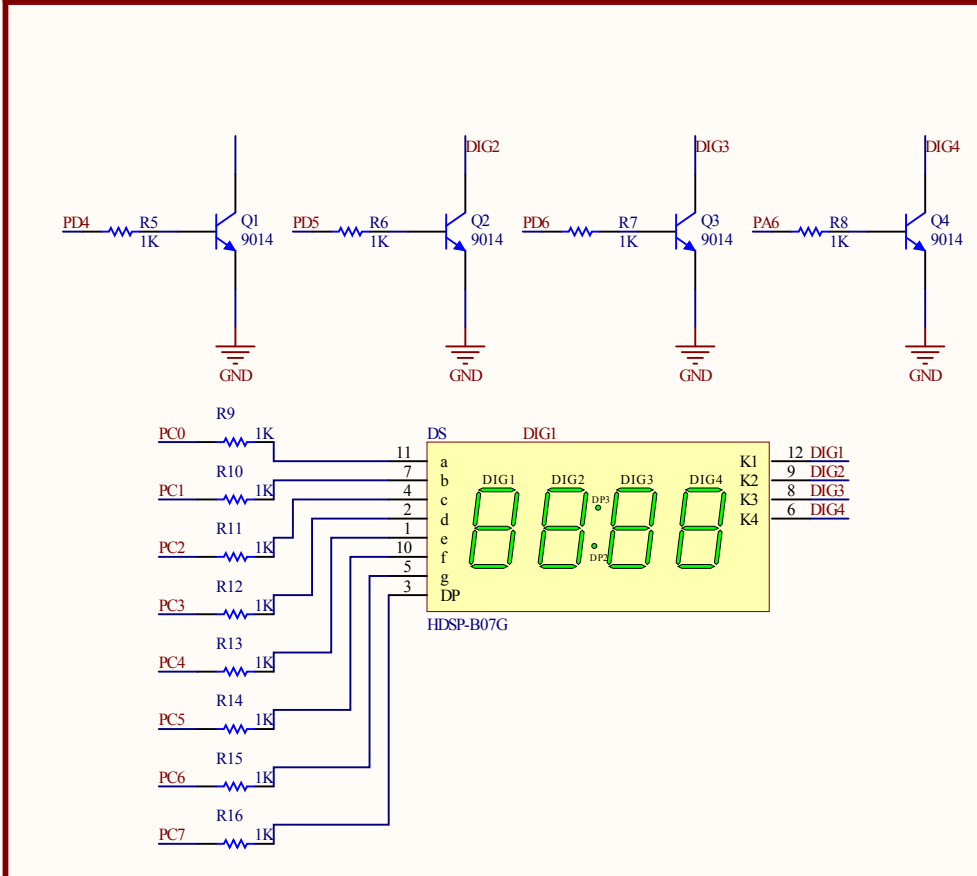 DIG2 DIG3 DIG4
PD4 R5 1K Q1 9014 PD5 R6 1K Q2 9014 PD6 R7 1K Q3 9014 PA6 R8 1K Q4 9014
GND GND GND GND
R9
PC0 1K
R10
PC1 1K
R11
PC2 1K
R12
PC3 1K
R13
PC4 1K
R14
PC5 1K
R15
PC6 1K
R16
PC7 1K
DS DIG1
11 a
7 b
4 c
2 d
1 e
10 f
5 g
3 DP
DIG1 DIG2 DIG3 DIG4
DP3
DP2
K1 12 DIG1
K2 9 DIG2
K3 8 DIG3
K4 6 DIG4
HDSP-B07G